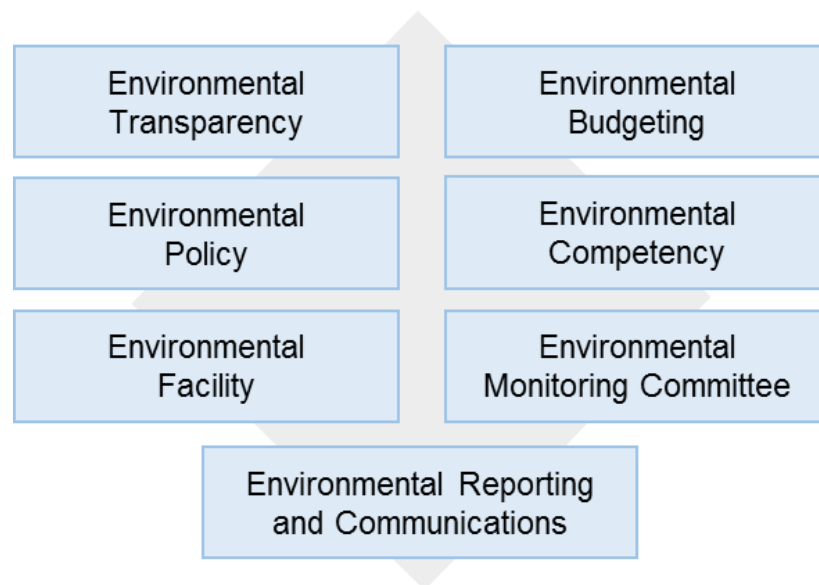 Environmental
Transparency
Environmental
Budgeting
Environmental
Policy
Environmental
Competency
Environmental
Facility
Environmental
Monitoring Committee
Environmental Reporting
and Communications